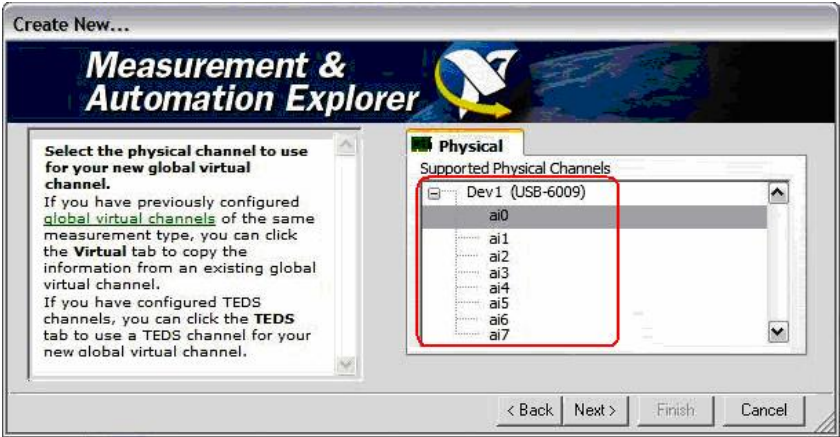 Create New...
Measurement &
Automation Explorer
Select the physical channel to use
for your new global virtual
channel.
If you have previously configured
global virtual channels of the same
measurement type, you can click
the Virtual tab to copy the
information from an existing global
virtual channel.
If you have configured TEDS
channels, you can click the TEDS
tab to use a TEDS channel for your
new global virtual channel.
Physical
Supported Physical Channels
Dev1 (USB-6009)
ai0
ai1
ai2
ai3
ai4
ai5
ai6
ai7
< Back
Next >
Finish
Cancel